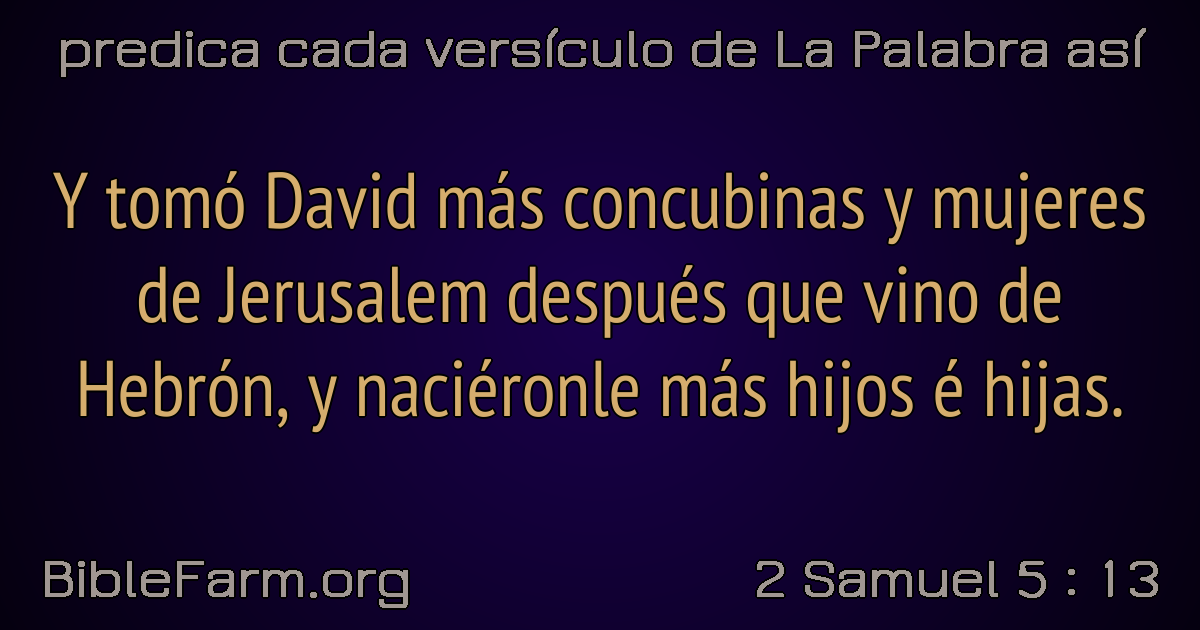 predica cada versículo de La Palabra así
Y tomó David más concubinas y mujeres
de Jerusalem después que vino de
Hebrón, y naciéronle más hijos é hijas.
BibleFarm.org
2 Samuel 5 : 13